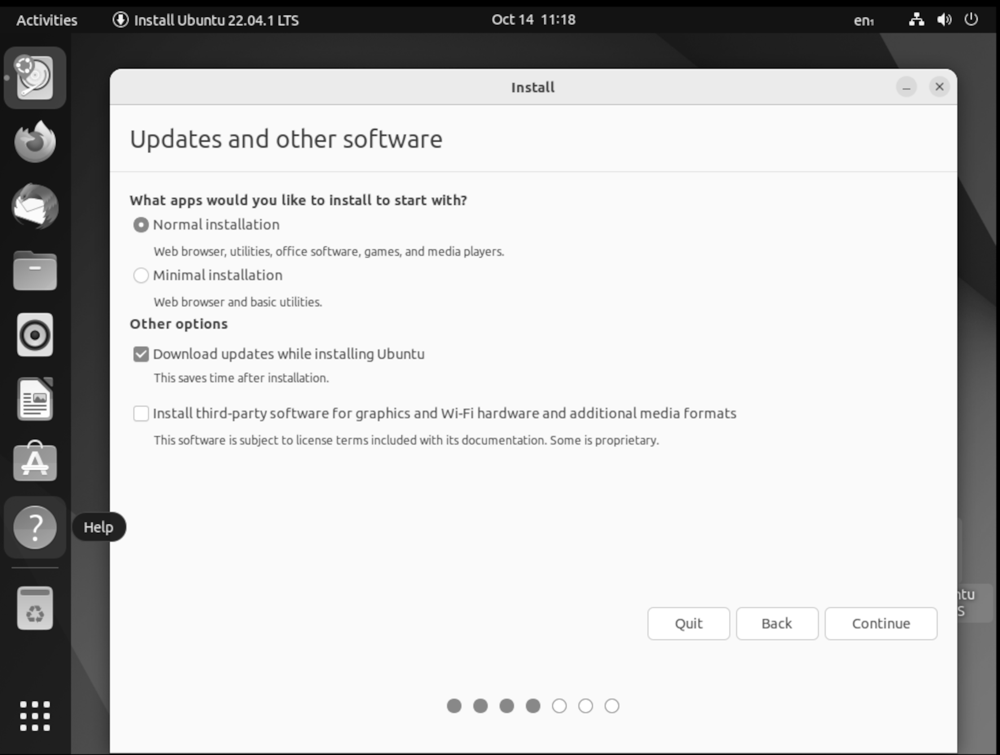 Activities Install Ubuntu 22.04.1 LTS Oct 14 11:18 en1
Install
Updates and other software
What apps would you like to install to start with?
Normal installation
Web browser, utilities, office software, games, and media players.
Minimal installation
Web browser and basic utilities.
Other options
Download updates while installing Ubuntu
This saves time after installation.
Install third-party software for graphics and Wi-Fi hardware and additional media formats
This software is subject to license terms included with its documentation. Some is proprietary.
Help
ntu
S
Quit Back Continue